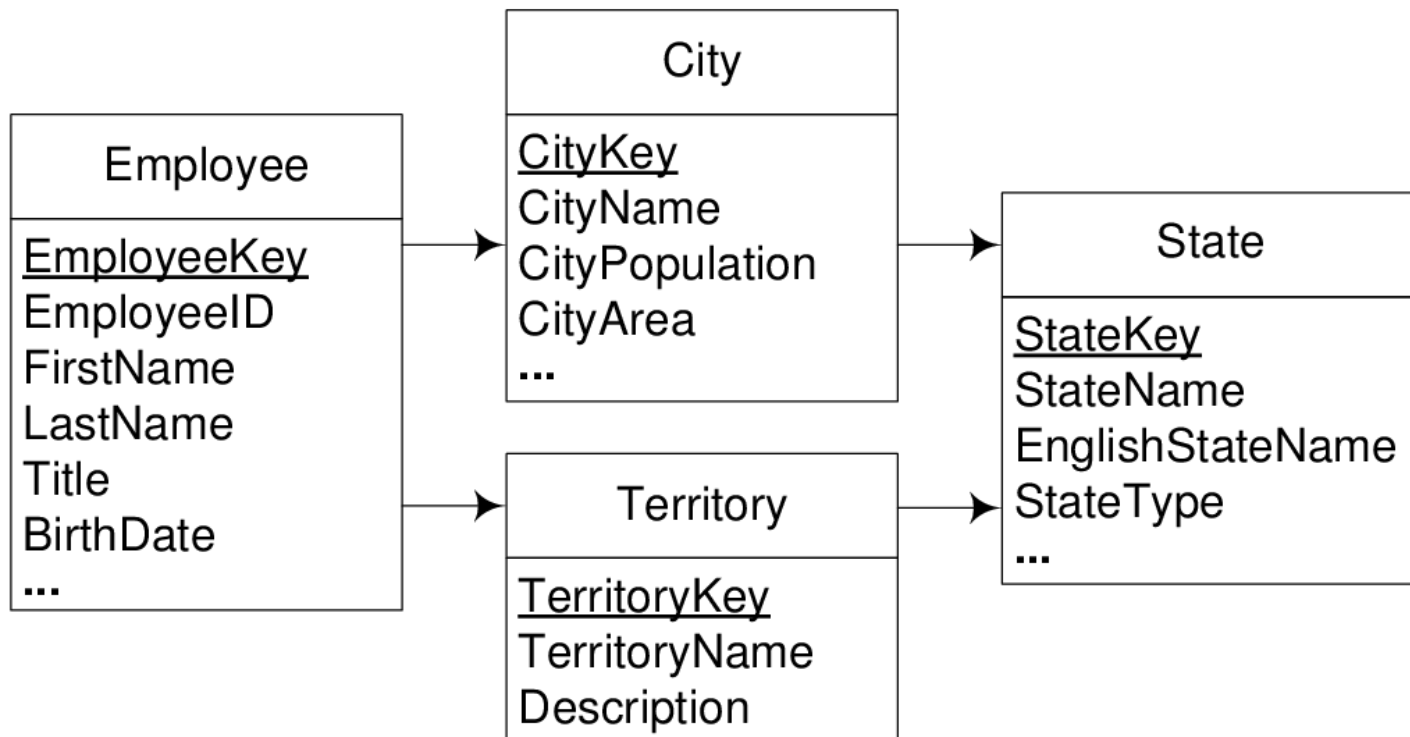 Employee
EmployeeKey
EmployeeID
FirstName
LastName
Title
BirthDate
...
City
CityKey
CityName
CityPopulation
CityArea
...
Territory
TerritoryKey
TerritoryName
Description
State
StateKey
StateName
EnglishStateName
StateType
...